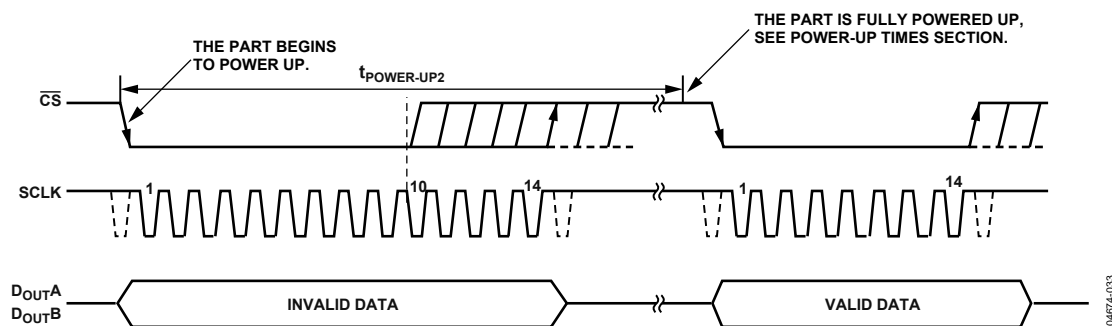 THE PART BEGINS
TO POWER UP.
THE PART IS FULLY POWERED UP,
SEE POWER-UP TIMES SECTION.
tPOWER-UP2
CS
SCLK
1
10
14
1
14
DOUTA
DOUTB
INVALID DATA
VALID DATA
04674-033